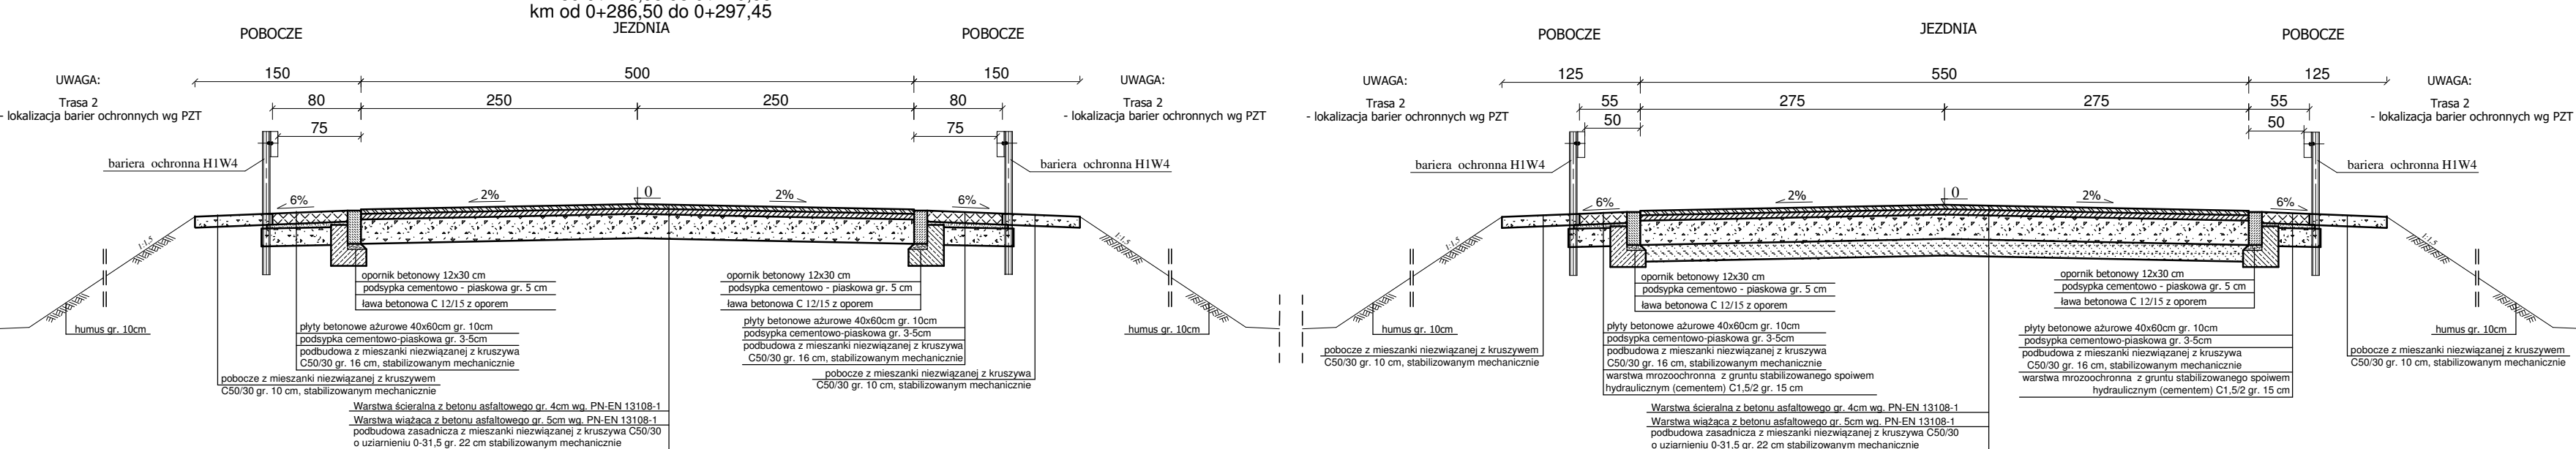 km od 0+286,50 do 0+297,45
JEZDNIA
POBOCZE
POBOCZE
150
500
150
UWAGA:
Trasa 2
- lokalizacja barier ochronnych wg PZT
UWAGA:
Trasa 2
- lokalizacja barier ochronnych wg PZT
80
250
250
80
75
75
bariera ochronna H1W4
bariera ochronna H1W4
6%
2%
0
2%
6%
1:1,5
1:1,5
humus gr. 10cm
humus gr. 10cm
opornik betonowy 12x30 cm
podsypka cementowo - piaskowa gr. 5 cm
ława betonowa C 12/15 z oporem
opornik betonowy 12x30 cm
podsypka cementowo - piaskowa gr. 5 cm
ława betonowa C 12/15 z oporem
płyty betonowe ażurowe 40x60cm gr. 10cm
podsypka cementowo-piaskowa gr. 3-5cm
podbudowa z mieszanki niezwiązanej z kruszywa
C50/30 gr. 16 cm, stabilizowanym mechanicznie
płyty betonowe ażurowe 40x60cm gr. 10cm
podsypka cementowo-piaskowa gr. 3-5cm
podbudowa z mieszanki niezwiązanej z kruszywa
C50/30 gr. 16 cm, stabilizowanym mechanicznie
pobocze z mieszanki niezwiązanej z kruszywem
C50/30 gr. 10 cm, stabilizowanym mechanicznie
pobocze z mieszanki niezwiązanej z kruszywa
C50/30 gr. 10 cm, stabilizowanym mechanicznie
Warstwa ścieralna z betonu asfaltowego gr. 4cm wg. PN-EN 13108-1
Warstwa wiążąca z betonu asfaltowego gr. 5cm wg. PN-EN 13108-1
podbudowa zasadnicza z mieszanki niezwiązanej z kruszywa C50/30
o uziarnieniu 0-31,5 gr. 22 cm stabilizowanym mechanicznie
JEZDNIA
POBOCZE
POBOCZE
125
550
125
UWAGA:
Trasa 2
- lokalizacja barier ochronnych wg PZT
UWAGA:
Trasa 2
- lokalizacja barier ochronnych wg PZT
55
275
275
55
50
50
bariera ochronna H1W4
bariera ochronna H1W4
6%
2%
0
2%
6%
1:1,5
1:1,5
humus gr. 10cm
humus gr. 10cm
opornik betonowy 12x30 cm
podsypka cementowo - piaskowa gr. 5 cm
ława betonowa C 12/15 z oporem
opornik betonowy 12x30 cm
podsypka cementowo - piaskowa gr. 5 cm
ława betonowa C 12/15 z oporem
pobocze z mieszanki niezwiązanej z kruszywem
C50/30 gr. 10 cm, stabilizowanym mechanicznie
płyty betonowe ażurowe 40x60cm gr. 10cm
podsypka cementowo-piaskowa gr. 3-5cm
podbudowa z mieszanki niezwiązanej z kruszywa
C50/30 gr. 16 cm, stabilizowanym mechanicznie
warstwa mrozoochronna z gruntu stabilizowanego spoiwem
hydraulicznym (cementem) C1,5/2 gr. 15 cm
płyty betonowe ażurowe 40x60cm gr. 10cm
podsypka cementowo-piaskowa gr. 3-5cm
podbudowa z mieszanki niezwiązanej z kruszywa
C50/30 gr. 16 cm, stabilizowanym mechanicznie
warstwa mrozoochronna z gruntu stabilizowanego spoiwem
hydraulicznym (cementem) C1,5/2 gr. 15 cm
pobocze z mieszanki niezwiązanej z kruszywem
C50/30 gr. 10 cm, stabilizowanym mechanicznie
Warstwa ścieralna z betonu asfaltowego gr. 4cm wg. PN-EN 13108-1
Warstwa wiążąca z betonu asfaltowego gr. 5cm wg. PN-EN 13108-1
podbudowa zasadnicza z mieszanki niezwiązanej z kruszywa C50/30
o uziarnieniu 0-31,5 gr. 22 cm stabilizowanym mechanicznie